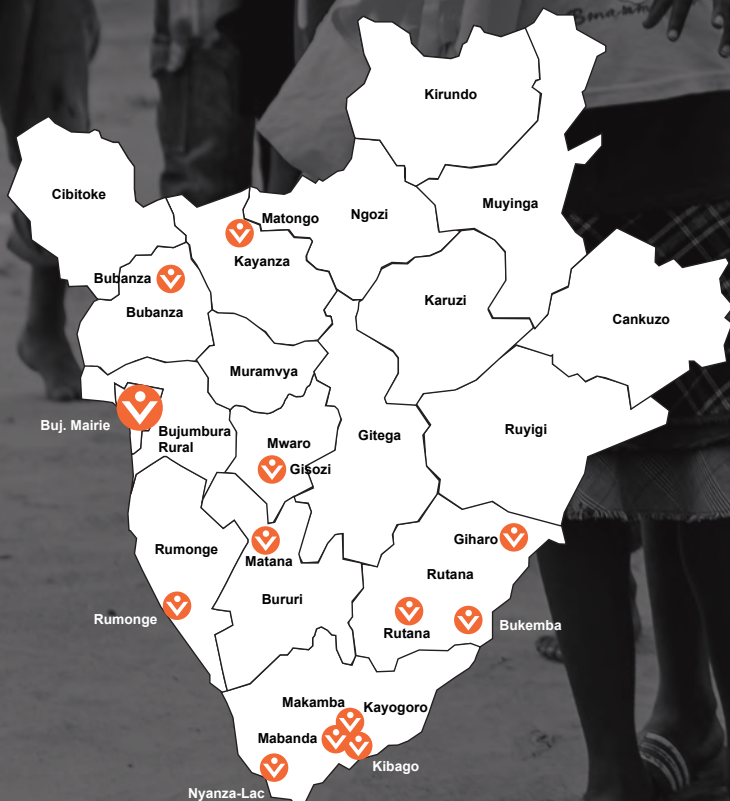 Kirundo
Cibitoke
Muyinga
Matongo
Ngozi
Kayanza
Bubanza
Bubanza
Karuzi
Cankuzo
Muramvya
Buj. Mairie
Bujumbura
Rural
Mwaro
Gitega
Ruyigi
Gisozi
Giharo
Rumonge
Matana
Rutana
Bururi
Rumonge
Rutana
Bukemba
Makamba
Kayogoro
Mabanda
Kibago
Nyanza-Lac